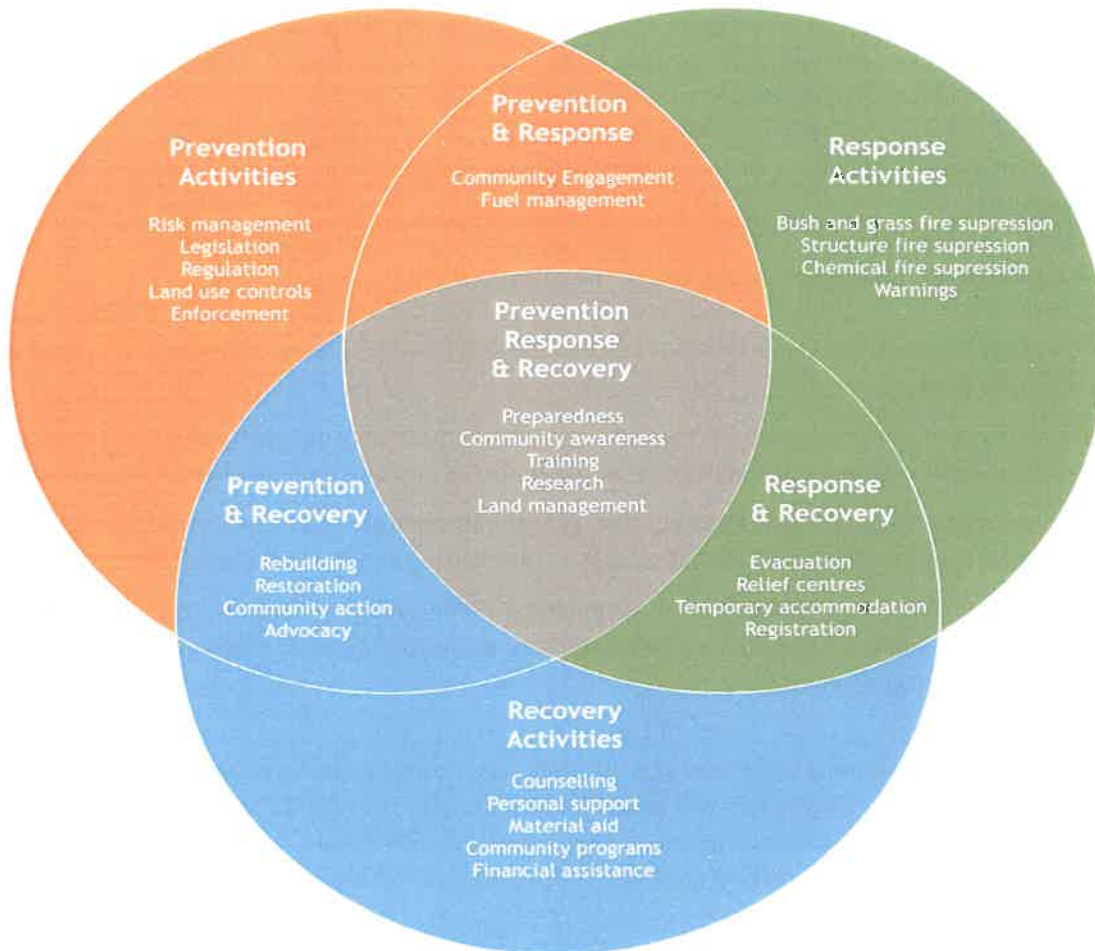 Prevention
& Response
Community Engagement
Fuel management
Prevention
Activities
Risk management
Legislation
Regulation
Land use controls
Enforcement
Response
Activities
Bush and grass fire supression
Structure fire supression
Chemical fire supression
Warnings
Prevention
Response
& Recovery
Preparedness
Community awareness
Training
Research
Land management
Prevention
& Recovery
Rebuilding
Restoration
Community action
Advocacy
Response
& Recovery
Evacuation
Relief centres
Temporary accommodation
Registration
Recovery
Activities
Counselling
Personal support
Material aid
Community programs
Financial assistance